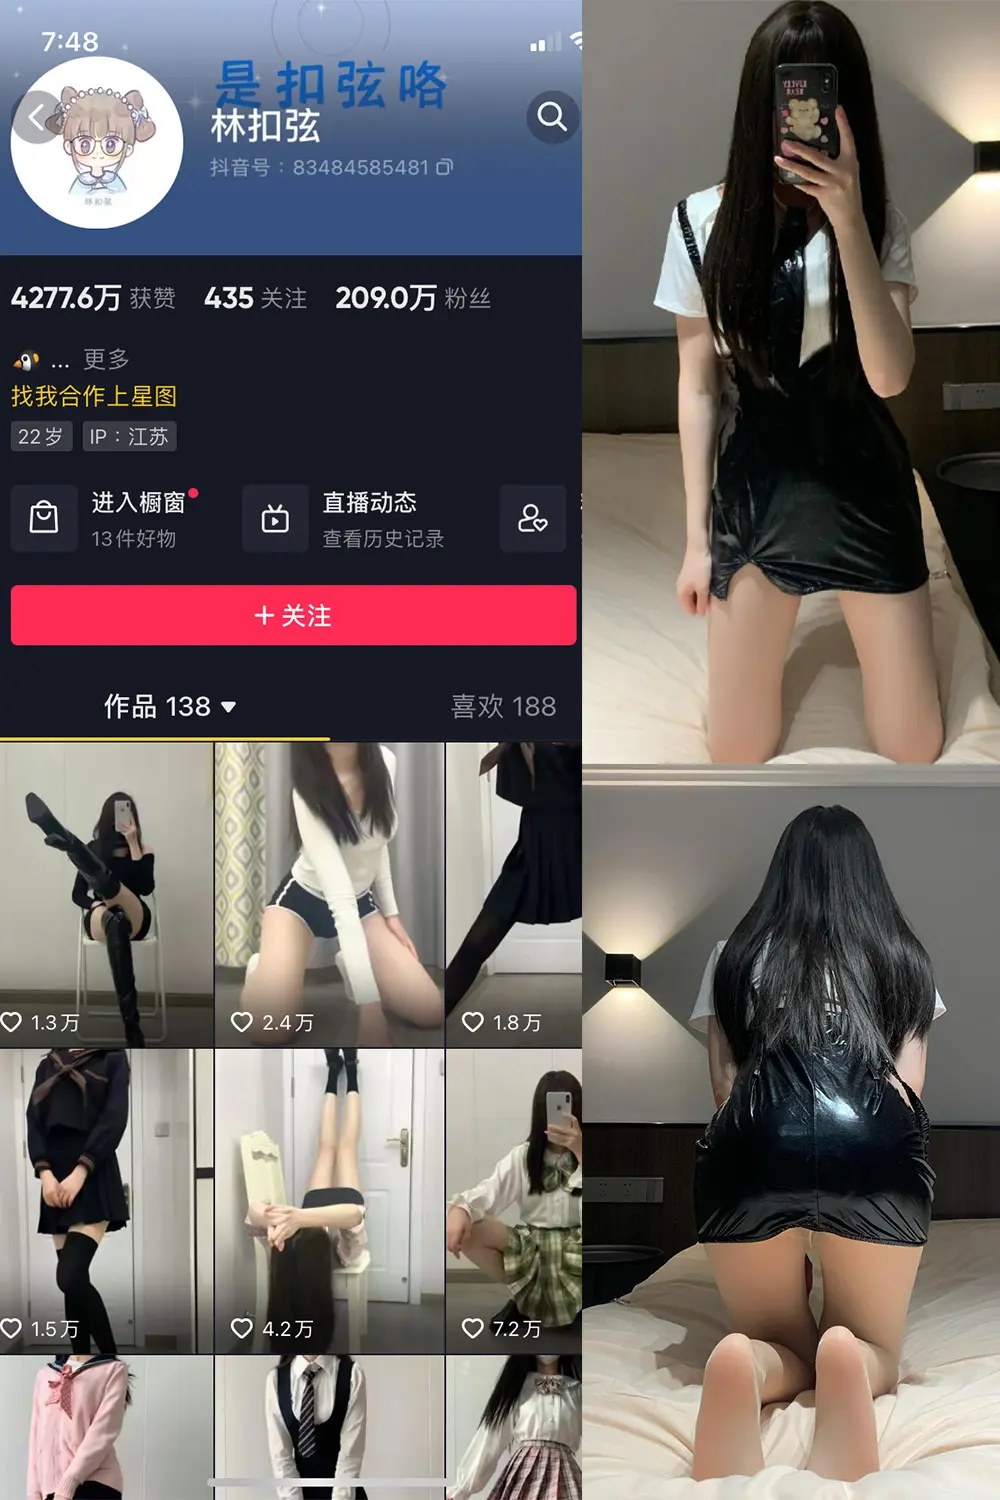 7:48
是扣弦咯
林扣弦
抖音号：83484585481
林扣弦
4277.6万 获赞 435 关注 209.0万 粉丝
... 更多
找我合作上星图
22岁 IP：江苏
进入橱窗
13件好物
直播动态
查看历史记录
+ 关注
作品 138
喜欢 188
1.3万
2.4万
1.8万
1.5万
4.2万
7.2万